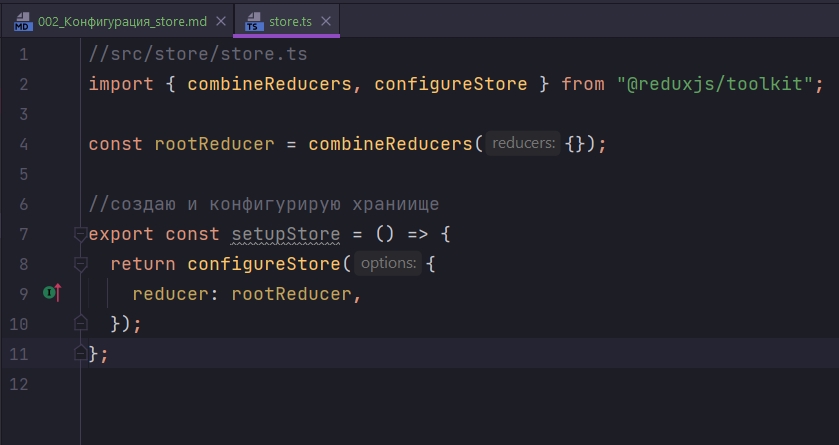 002_Конфигурация_store.md × store.ts ×
1 //src/store/store.ts
2 import { combineReducers, configureStore } from "@reduxjs/toolkit";
3
4 const rootReducer = combineReducers( reducers: {});
5
6 //создаю и конфигурирую храниище
7 export const setupStore = () => {
8 return configureStore( options: {
9 reducer: rootReducer,
10 });
11 };
12